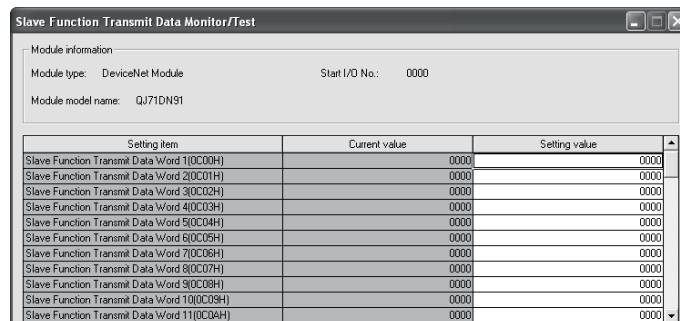 Slave Function Transmit Data Monitor/Test
Module information
Module type: DeviceNet Module Start I/O No.: 0000
Module model name: QJ71DN91
Setting item Current value Setting value
Slave Function Transmit Data Word 1(0C00H) 0000 0000
Slave Function Transmit Data Word 2(0C01H) 0000 0000
Slave Function Transmit Data Word 3(0C02H) 0000 0000
Slave Function Transmit Data Word 4(0C03H) 0000 0000
Slave Function Transmit Data Word 5(0C04H) 0000 0000
Slave Function Transmit Data Word 6(0C05H) 0000 0000
Slave Function Transmit Data Word 7(0C06H) 0000 0000
Slave Function Transmit Data Word 8(0C07H) 0000 0000
Slave Function Transmit Data Word 9(0C08H) 0000 0000
Slave Function Transmit Data Word 10(0C09H) 0000 0000
Slave Function Transmit Data Word 11(0C0AH) 0000 0000